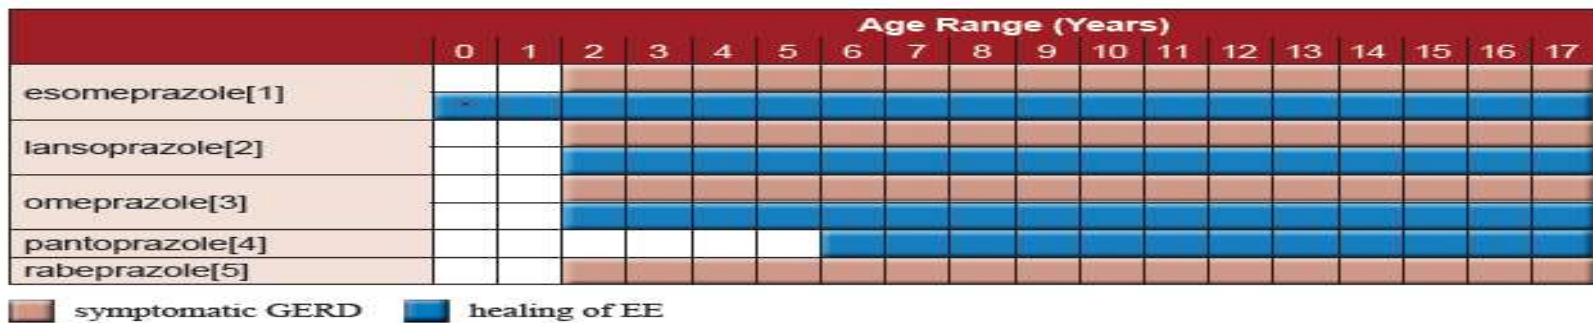 Age Range (Years)
0 1 2 3 4 5 6 7 8 9 10 11 12 13 14 15 16 17
esomeprazole[1]
lansoprazole[2]
omeprazole[3]
pantoprazole[4]
rabeprazole[5]
symptomatic GERD healing of EE